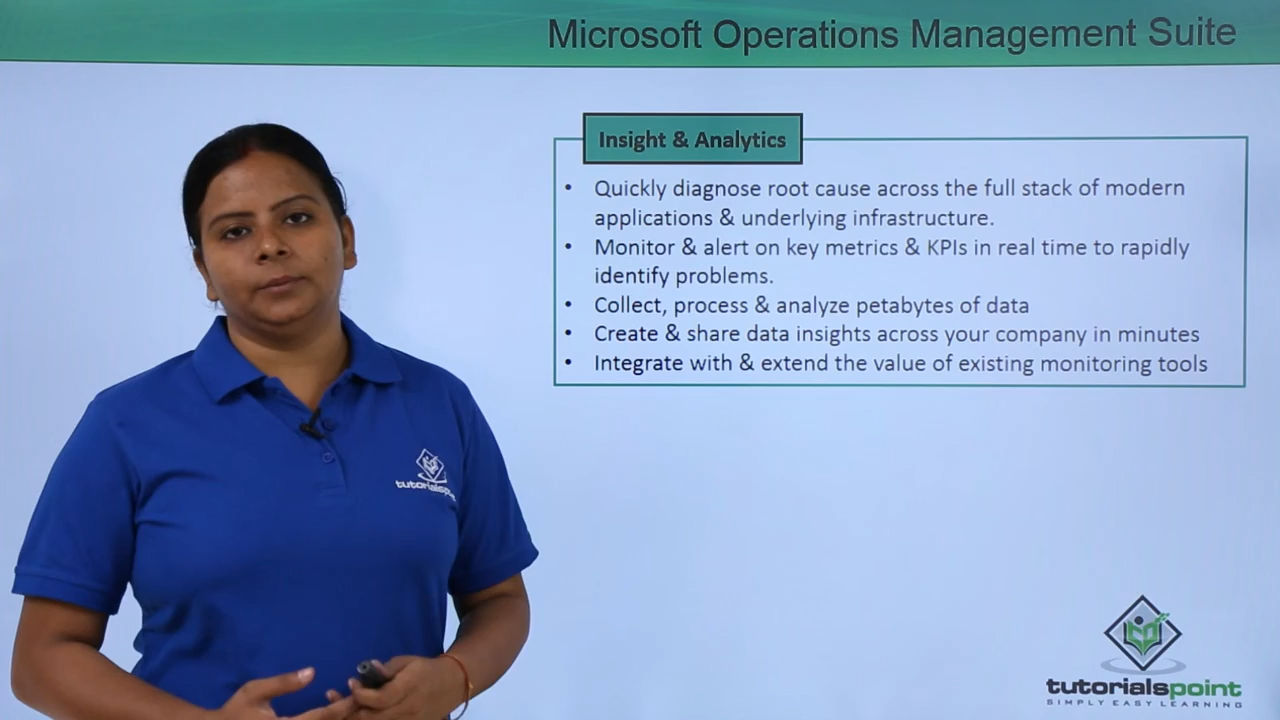 Microsoft Operations Management Suite
Insight & Analytics
• Quickly diagnose root cause across the full stack of modern
applications & underlying infrastructure.
• Monitor & alert on key metrics & KPIs in real time to rapidly
identify problems.
• Collect, process & analyze petabytes of data
• Create & share data insights across your company in minutes
• Integrate with & extend the value of existing monitoring tools
tutorialspoint
tutorialspoint
SIMPLY EASY LEARNING